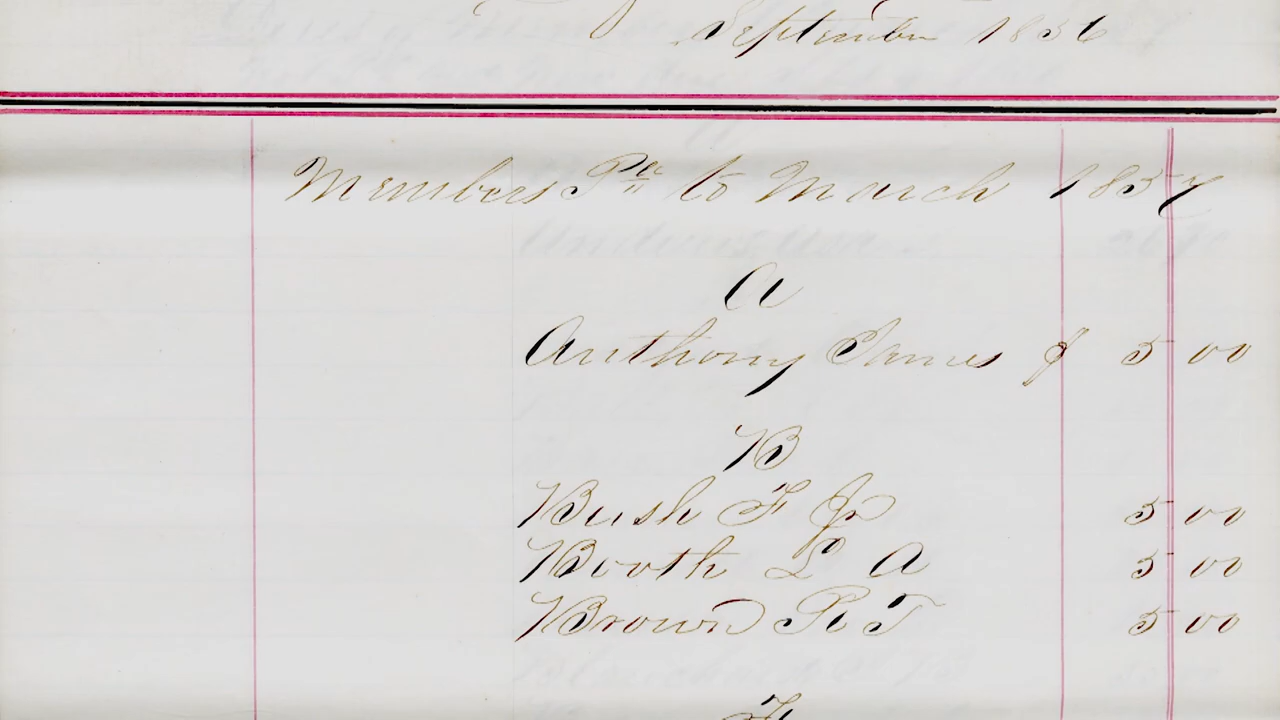 September 1856
Members Pd to March 1857
A
Anthony James J 5 00
B
Bush F Jr 5 00
Booth L A 5 00
Brown R T 5 00
F